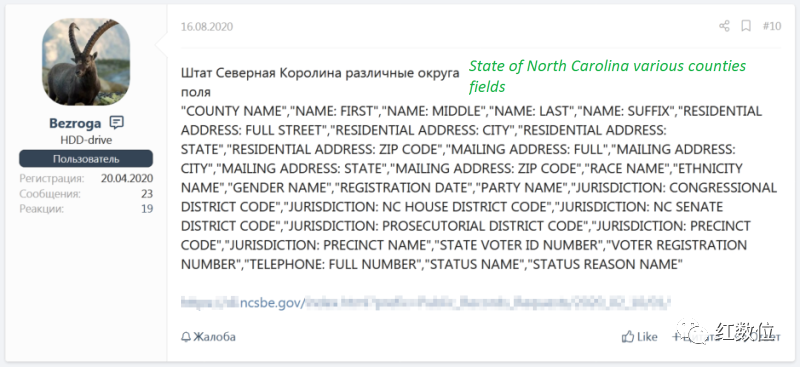 16.08.2020
#10
Bezroga
HDD-drive
Пользователь
Регистрация: 20.04.2020
Сообщения: 23
Реакции: 19
Штат Северная Королина различные округа
State of North Carolina various counties
fields
поля
"COUNTY NAME","NAME: FIRST","NAME: MIDDLE","NAME: LAST","NAME: SUFFIX","RESIDENTIAL
ADDRESS: FULL STREET","RESIDENTIAL ADDRESS: CITY","RESIDENTIAL ADDRESS:
STATE","RESIDENTIAL ADDRESS: ZIP CODE","MAILING ADDRESS: FULL","MAILING ADDRESS:
CITY","MAILING ADDRESS: STATE","MAILING ADDRESS: ZIP CODE","RACE NAME","ETHNICITY
NAME","GENDER NAME","REGISTRATION DATE","PARTY NAME","JURISDICTION: CONGRESSIONAL
DISTRICT CODE","JURISDICTION: NC HOUSE DISTRICT CODE","JURISDICTION: NC SENATE
DISTRICT CODE","JURISDICTION: PROSECUTORIAL DISTRICT CODE","JURISDICTION: PRECINCT
CODE","JURISDICTION: PRECINCT NAME","STATE VOTER ID NUMBER","VOTER REGISTRATION
NUMBER","TELEPHONE: FULL NUMBER","STATUS NAME","STATUS REASON NAME"
ncsbe.gov/
Жалоба
Like
红数位